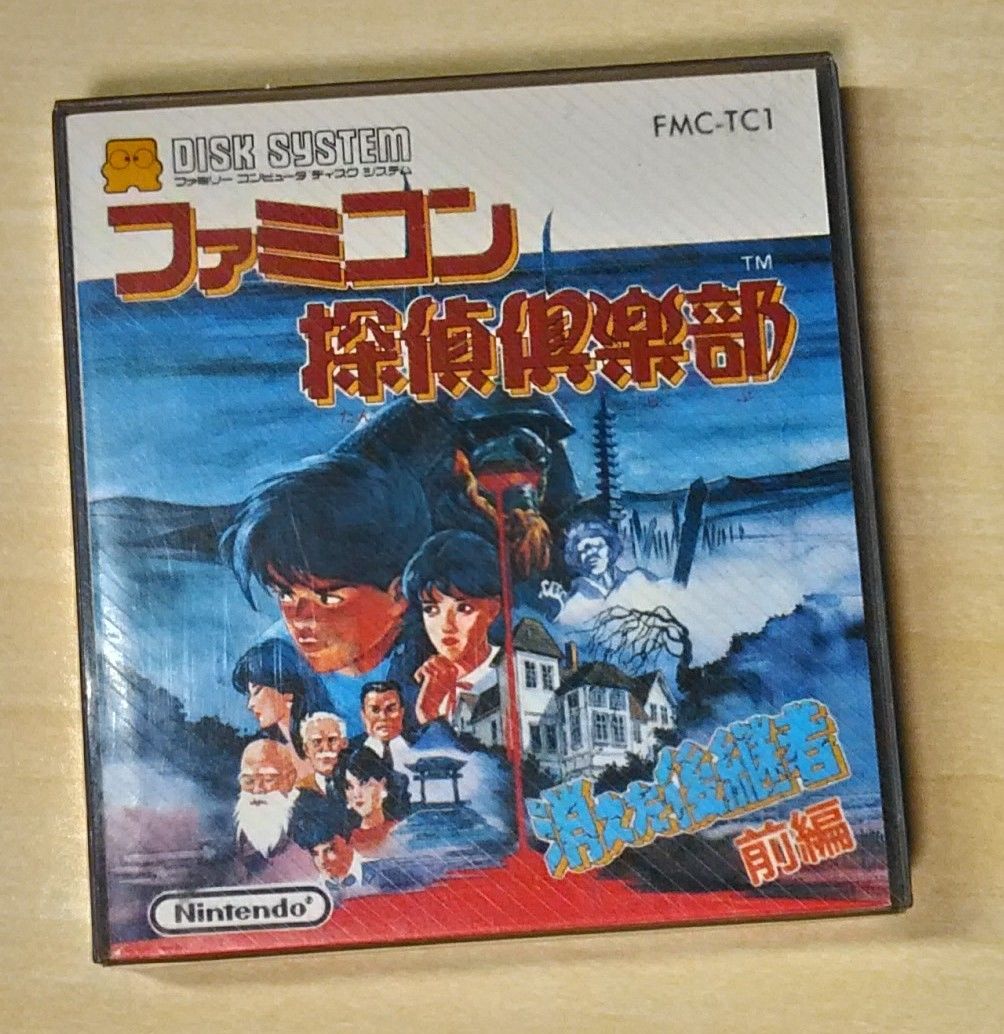 FMC-TC1
DISK SYSTEM
ファミリー コンピュータ ディスク システム
ファミコン
TM
探偵倶楽部
消えた後継者
前編
Nintendo®